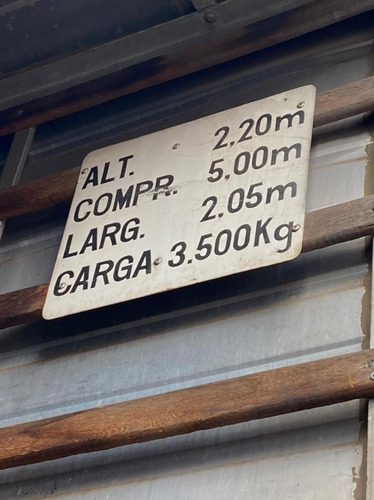 ALT. 2,20m
COMPR. 5,00m
LARG. 2,05m
CARGA 3.500Kg